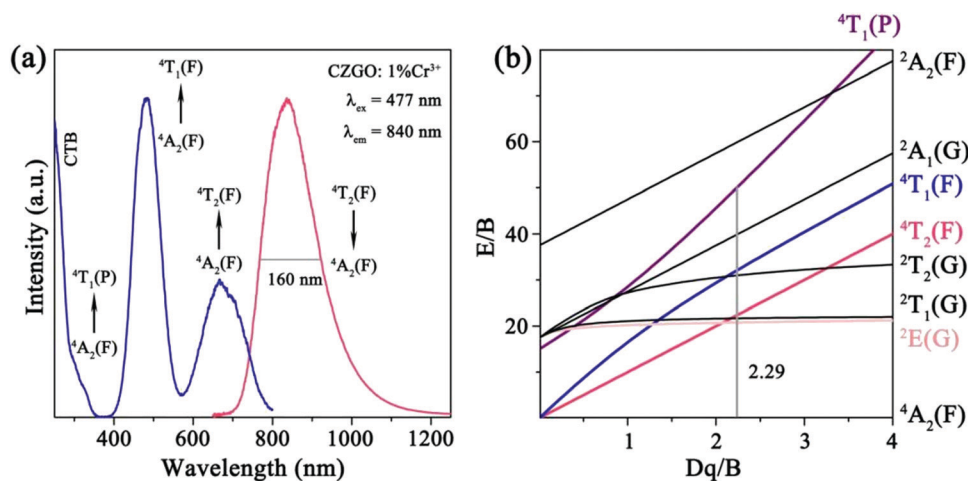 (a)
CTB
⁴T₁(F)
⁴A₂(F)
⁴T₁(P)
⁴A₂(F)
⁴T₂(F)
⁴A₂(F)
CZGO: 1%Cr³⁺
λex = 477 nm
λem = 840 nm
⁴T₂(F)
⁴A₂(F)
160 nm
Intensity (a.u.)
400 600 800 1000 1200
Wavelength (nm)
(b)
⁴T₁(P)
²A₂(F)
²A₁(G)
⁴T₁(F)
⁴T₂(F)
²T₂(G)
²T₁(G)
²E(G)
⁴A₂(F)
2.29
E/B
60
40
20
0
1 2 3 4
Dq/B